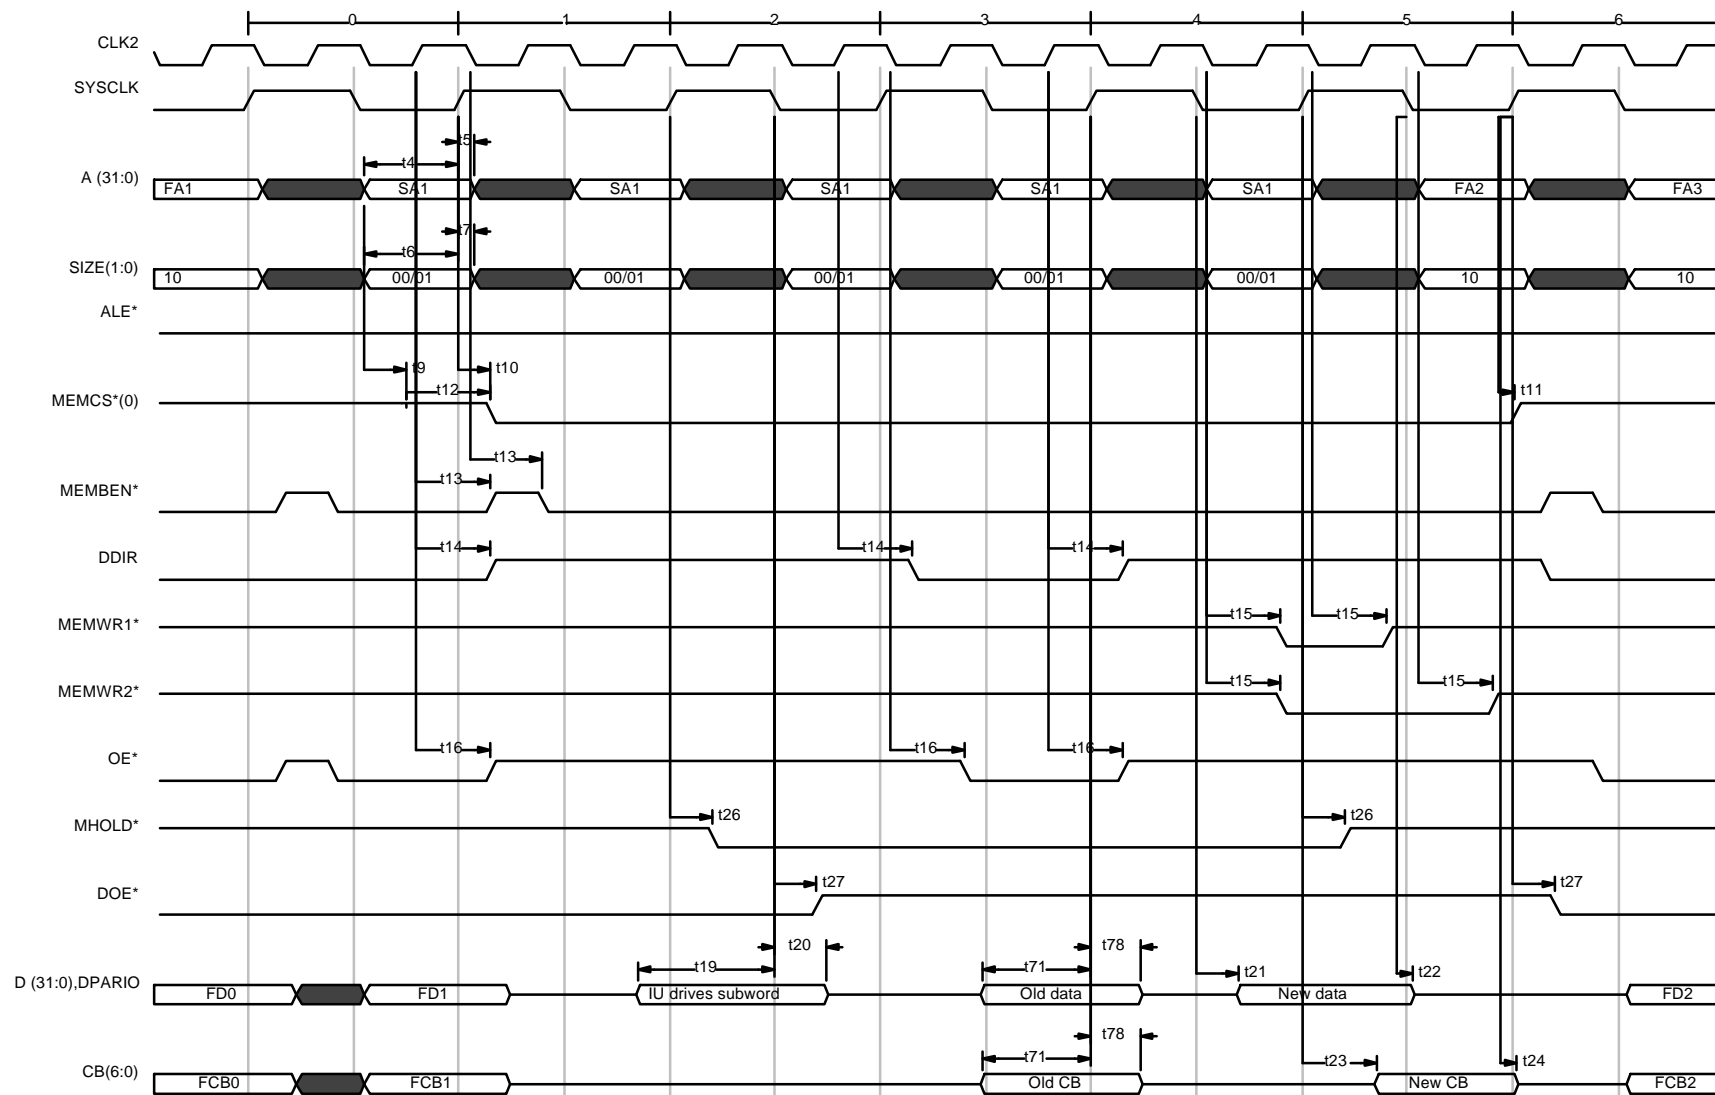 0 1 2 3 4 5 6
CLK2
SYSCLK
t5
t4
A (31:0) FA1 SA1 SA1 SA1 SA1 SA1 FA2 FA3
t7
t6
SIZE(1:0) 10 00/01 00/01 00/01 00/01 00/01 10 10
ALE*
t9 t10
t12 t11
MEMCS*(0)
t13
t13
MEMBEN*
t14 t14 t14
DDIR
t15 t15
MEMWR1*
t15 t15
MEMWR2*
t16 t16 t16
OE*
t26 t26
MHOLD*
t27 t27
DOE*
t20 t78
t19 t71 t21 t22
D (31:0),DPARIO FD0 FD1 IU drives subword Old data New data FD2
t78
t71 t23 t24
CB(6:0) FCB0 FCB1 Old CB New CB FCB2